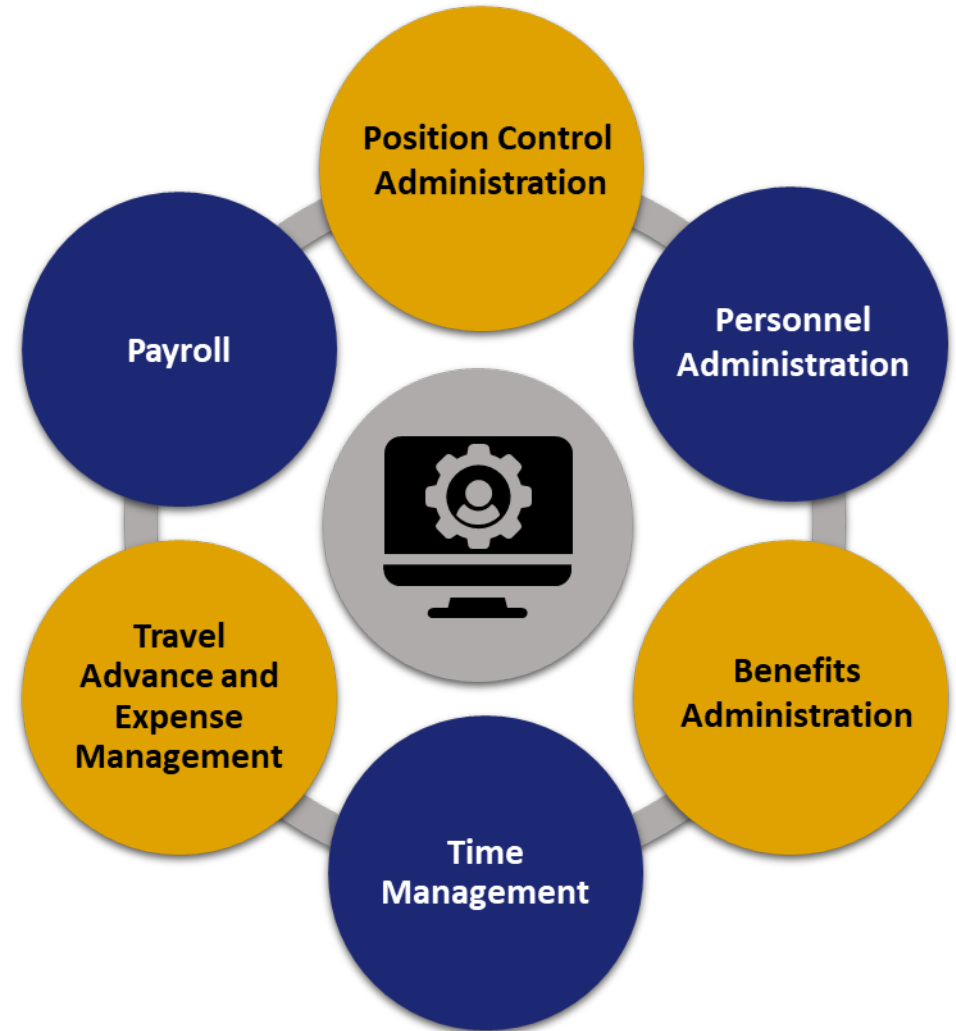 Position Control
Administration
Personnel
Administration
Benefits
Administration
Time
Management
Travel
Advance and
Expense
Management
Payroll